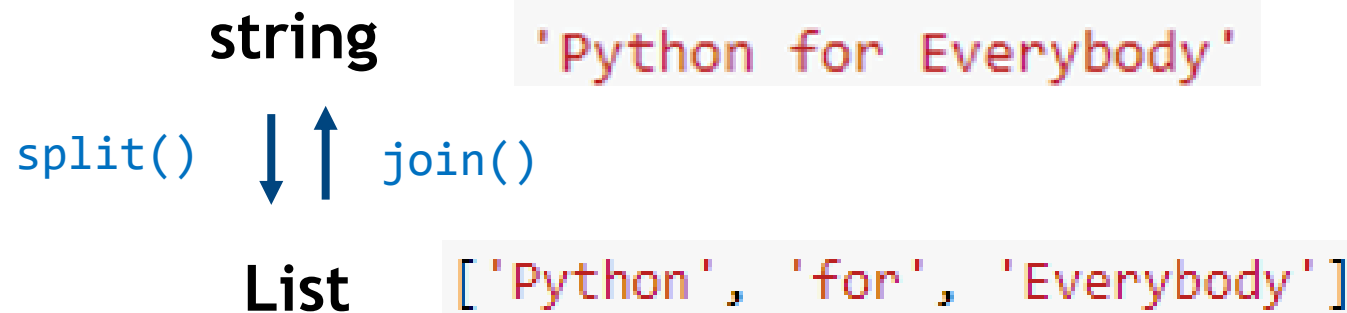 string 'Python for Everybody'
split() join()
List ['Python', 'for', 'Everybody']